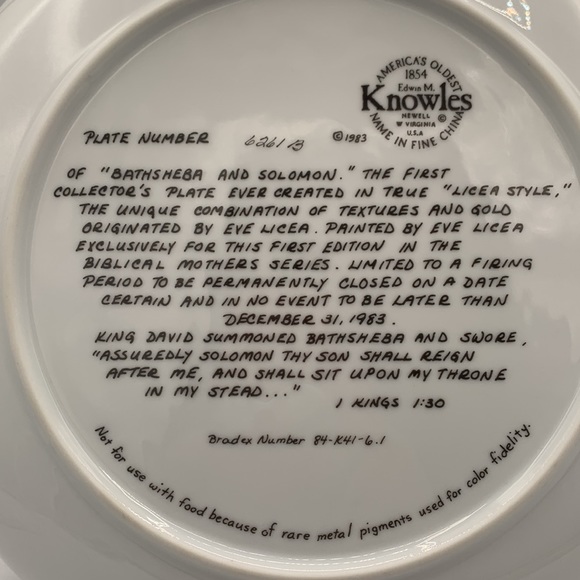 AMERICA'S OLDEST
1854
Edwin M.
Knowles
NEWELL ©
W VIRGINIA
U.S.A
NAME IN FINE CHINA
PLATE NUMBER 6261B ©1983
OF "BATHSHEBA AND SOLOMON." THE FIRST
COLLECTOR'S PLATE EVER CREATED IN TRUE "LICEA STYLE,"
THE UNIQUE COMBINATION OF TEXTURES AND GOLD
ORIGINATED BY EVE LICEA. PAINTED BY EVE LICEA
EXCLUSIVELY FOR THIS FIRST EDITION IN THE
BIBLICAL MOTHERS SERIES. LIMITED TO A FIRING
PERIOD TO BE PERMANENTLY CLOSED ON A DATE
CERTAIN AND IN NO EVENT TO BE LATER THAN
DECEMBER 31, 1983.
KING DAVID SUMMONED BATHSHEBA AND SWORE,
"ASSUREDLY SOLOMON THY SON SHALL REIGN
AFTER ME, AND SHALL SIT UPON MY THRONE
IN MY STEAD..."
1 KINGS 1:30
Bradex Number 84-K41-6.1
Not for use with food because of rare metal pigments used for color fidelity.